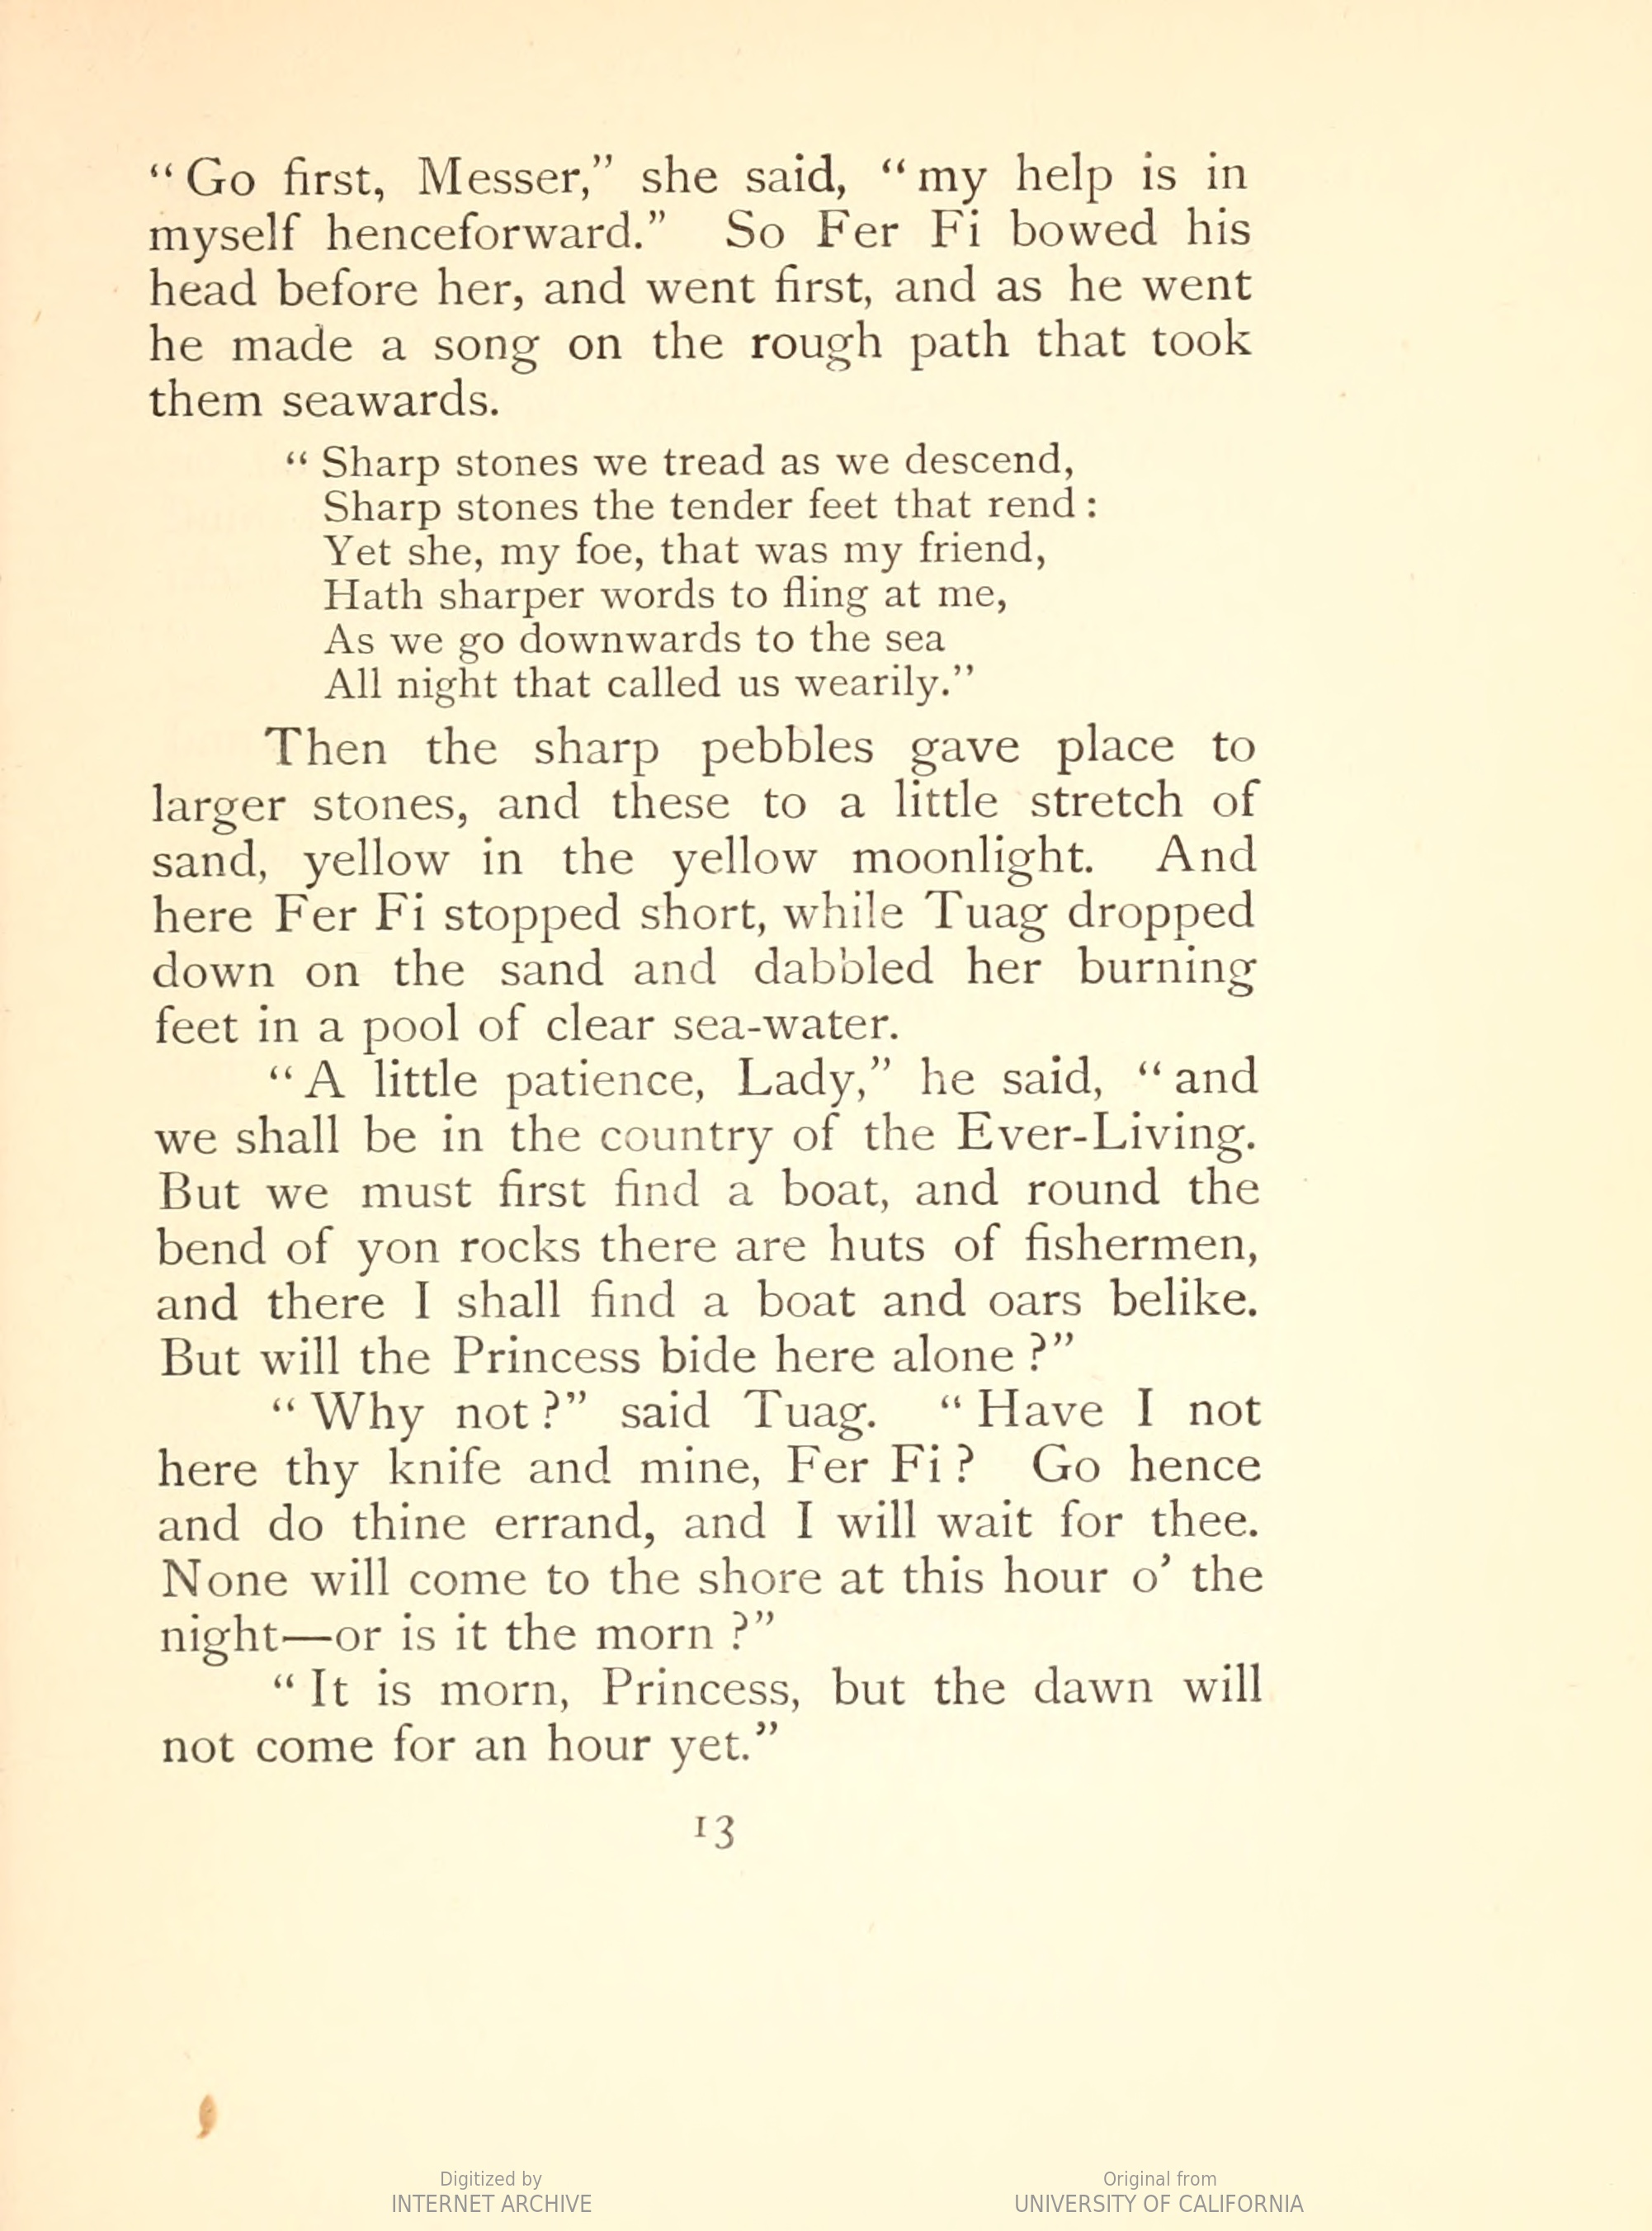 “ Go first, Messer,” she said, “ my help is in
myself henceforward.” So Fer Fi bowed his
head before her, and went first, and as he went
he made a song on the rough path that took
them seawards.
“ Sharp stones we tread as we descend,
Sharp stones the tender feet that rend :
Yet she, my foe, that was my friend,
Hath sharper words to fling at me,
As we go downwards to the sea
All night that called us wearily.”
Then the sharp pebbles gave place to
larger stones, and these to a little stretch of
sand, yellow in the yellow moonlight. And
here Fer Fi stopped short, while Tuag dropped
down on the sand and dabbled her burning
feet in a pool of clear sea-water.
“ A little patience, Lady,” he said, “ and
we shall be in the country of the Ever-Living.
But we must first find a boat, and round the
bend of yon rocks there are huts of fishermen,
and there I shall find a boat and oars belike.
But will the Princess bide here alone ?”
“ Why not ?” said Tuag. “ Have I not
here thy knife and mine, Fer Fi ? Go hence
and do thine errand, and I will wait for thee.
None will come to the shore at this hour o’ the
night—or is it the morn ?”
“ It is morn, Princess, but the dawn will
not come for an hour yet.”
13
Digitized by
INTERNET ARCHIVE
Original from
UNIVERSITY OF CALIFORNIA